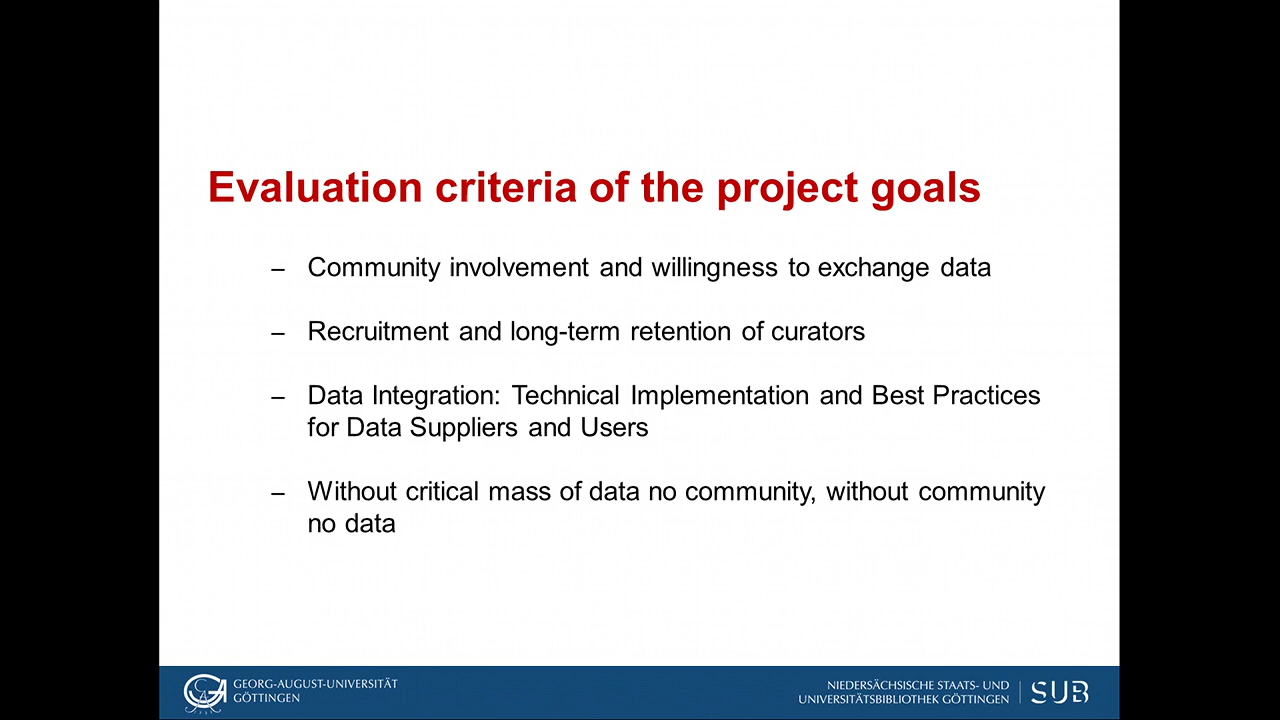 Evaluation criteria of the project goals
– Community involvement and willingness to exchange data
– Recruitment and long-term retention of curators
– Data Integration: Technical Implementation and Best Practices
for Data Suppliers and Users
– Without critical mass of data no community, without community
no data
GEORG-AUGUST-UNIVERSITÄT
GÖTTINGEN
NIEDERSÄCHSISCHE STAATS- UND
UNIVERSITÄTSBIBLIOTHEK GÖTTINGEN
SUB